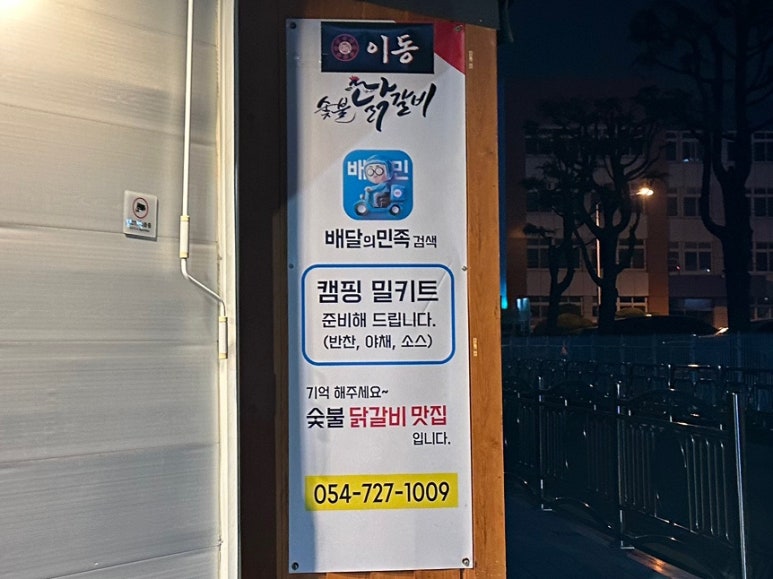 이동
숯불 닭갈비
배민
배달의민족 검색
캠핑 밀키트
준비해 드립니다.
(반찬, 야채, 소스)
기억 해주세요~
숯불 닭갈비 맛집
입니다.
054-727-1009